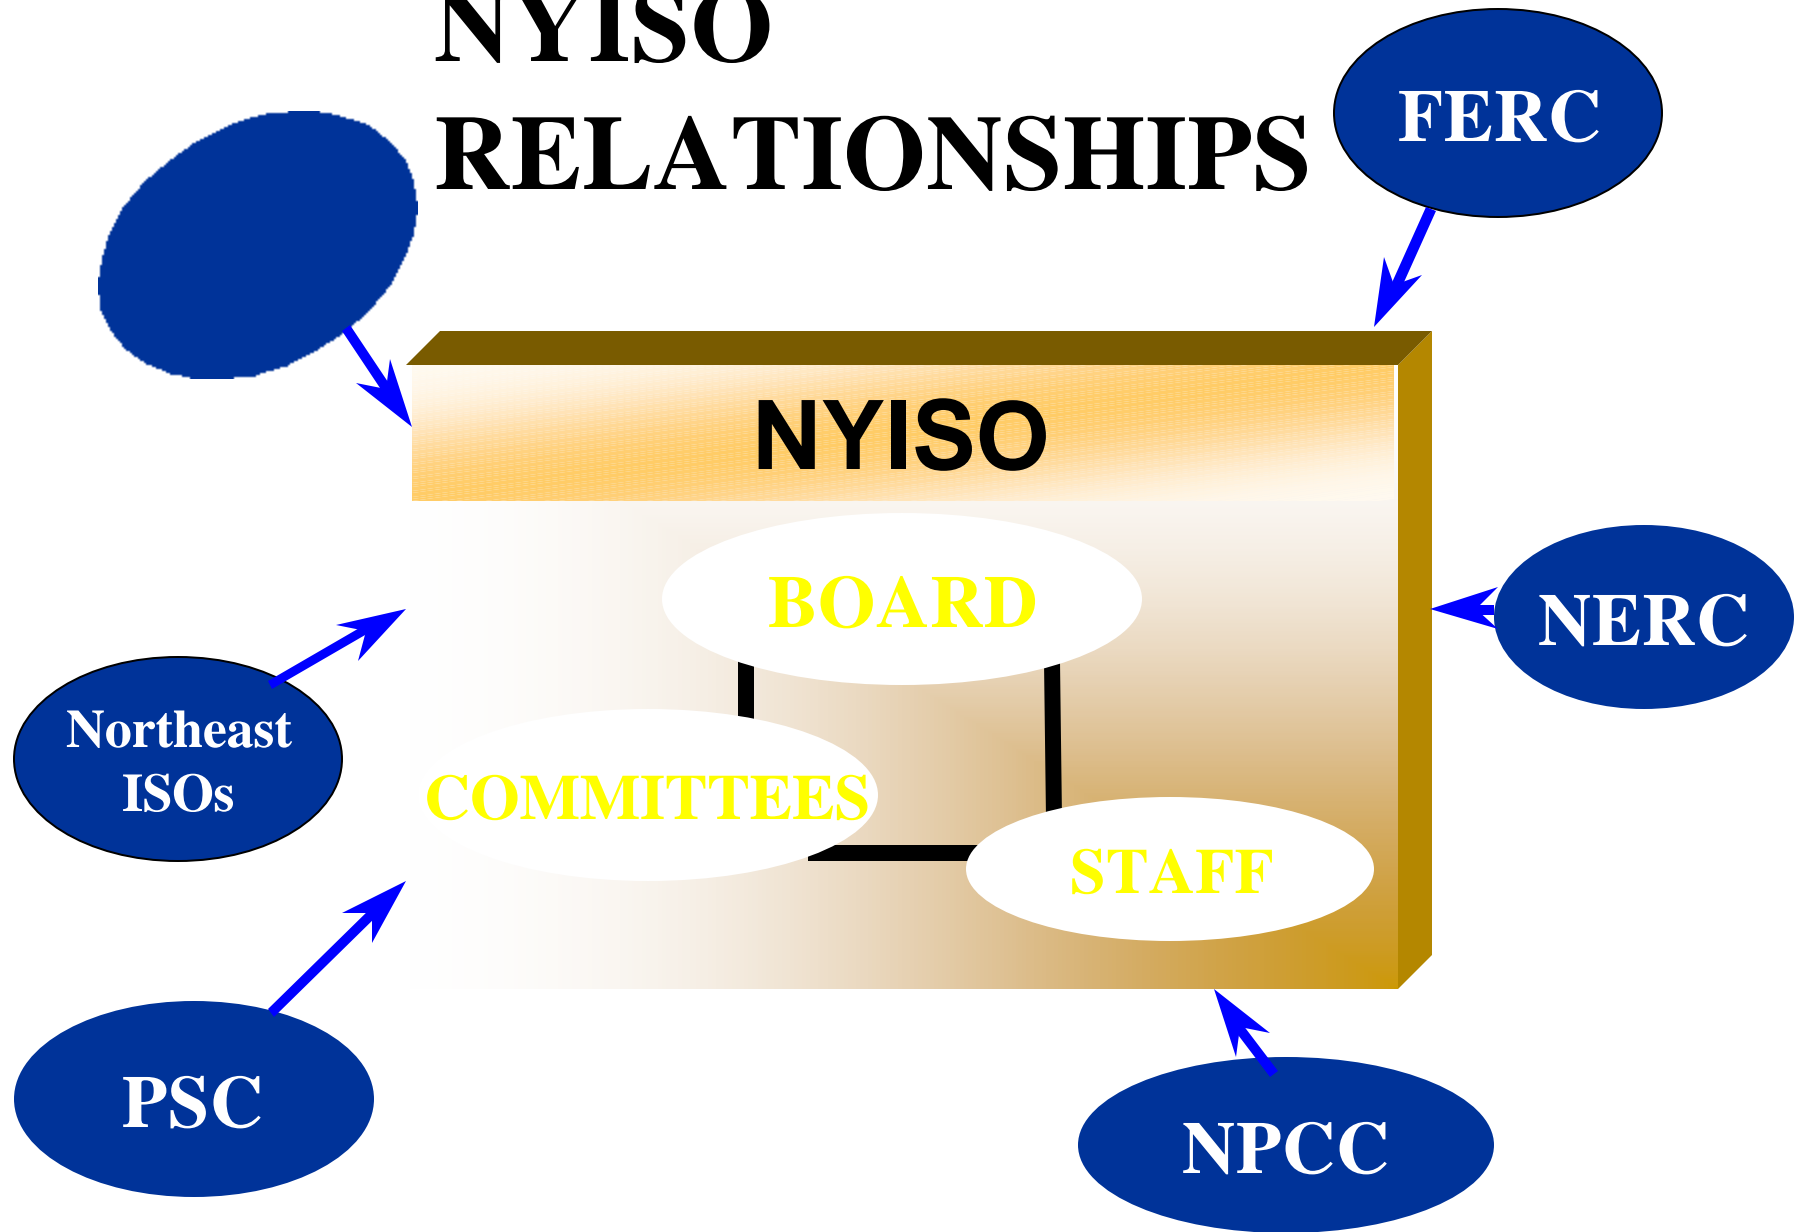 NYISO
RELATIONSHIPS
FERC
NYISO
BOARD
NERC
Northeast
ISOs
COMMITTEES
STAFF
PSC
NPCC